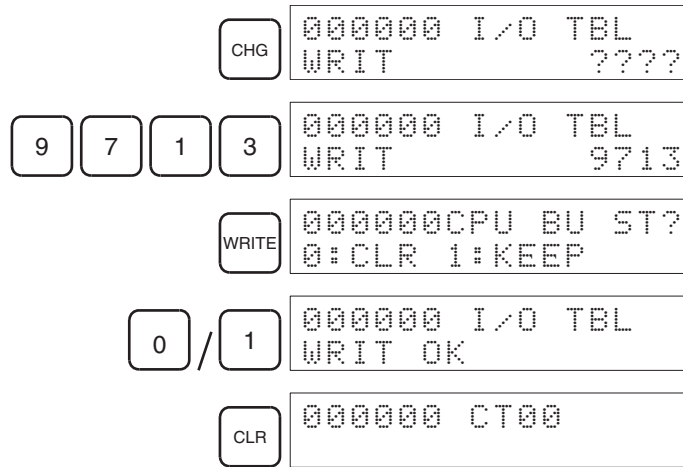 CHG
000000 I/O TBL
WRIT ????
9 7 1 3
000000 I/O TBL
WRIT 9713
WRITE
000000CPU BU ST?
0:CLR 1:KEEP
0 / 1
000000 I/O TBL
WRIT OK
CLR
000000 CT00